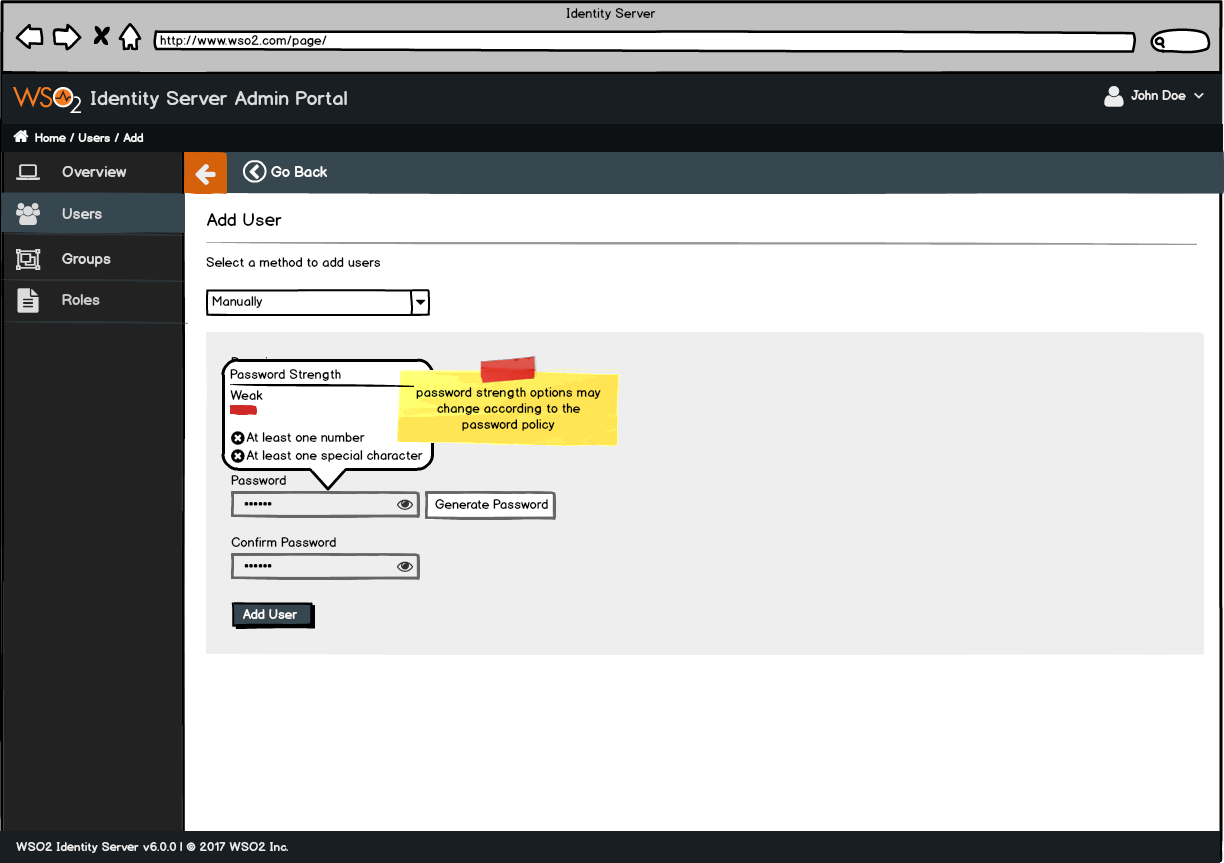 Identity Server
http://www.wso2.com/page/
WSO2 Identity Server Admin Portal
John Doe
Home / Users / Add
Overview
Go Back
Users
Groups
Roles
Add User
Select a method to add users
Manually
Password Strength
Weak
At least one number
At least one special character
password strength options may
change according to the
password policy
Password
••••••
Generate Password
Confirm Password
••••••
Add User
WSO2 Identity Server v6.0.0 | © 2017 WSO2 Inc.